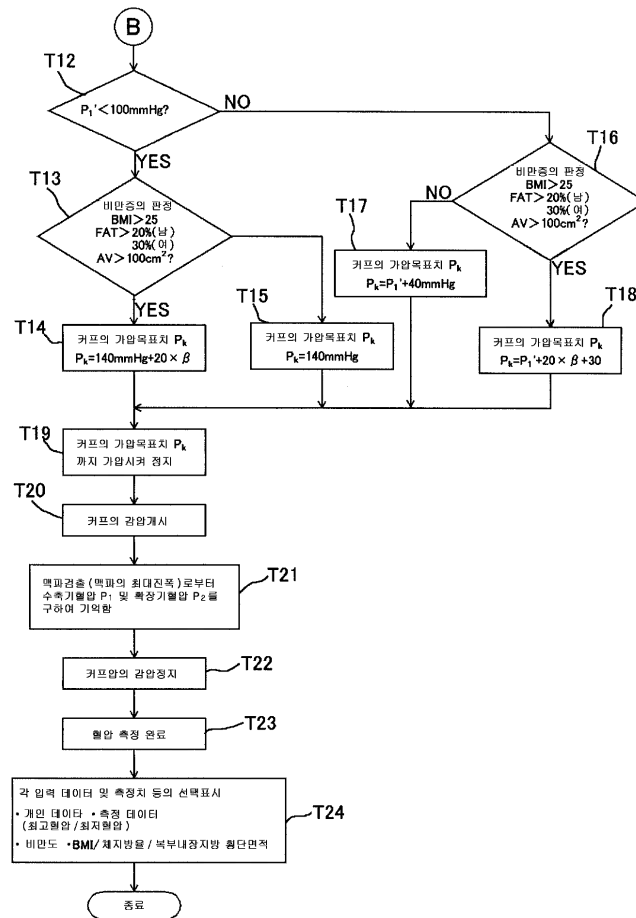 B
T12
P₁'<100mmHg?
NO
YES
T13
비만증의 판정
BMI>25
FAT>20%(남)
30%(여)
AV>100cm²?
YES
T16
비만증의 판정
BMI>25
FAT>20%(남)
30%(여)
AV>100cm²?
NO
YES
T17
커프의 가압목표치 Pₖ
Pₖ=P₁'+40mmHg
T14
커프의 가압목표치 Pₖ
Pₖ=140mmHg+20×β
T15
커프의 가압목표치 Pₖ
Pₖ=140mmHg
T18
커프의 가압목표치 Pₖ
Pₖ=P₁'+20×β+30
T19
커프의 가압목표치 Pₖ
까지 가압시켜 정지
T20
커프의 감압개시
T21
맥파검출(맥파의 최대진폭)로부터
수축기혈압 P₁ 및 확장기혈압 P₂를
구하여 기억함
T22
커프압의 감압정지
T23
혈압 측정 완료
T24
각 입력 데이터 및 측정치 등의 선택표시
• 개인 데이타 • 측정 데이터
(최고혈압/최저혈압)
• 비만도 •BMI/체지방율/복부내장지방 횡단면적
종료